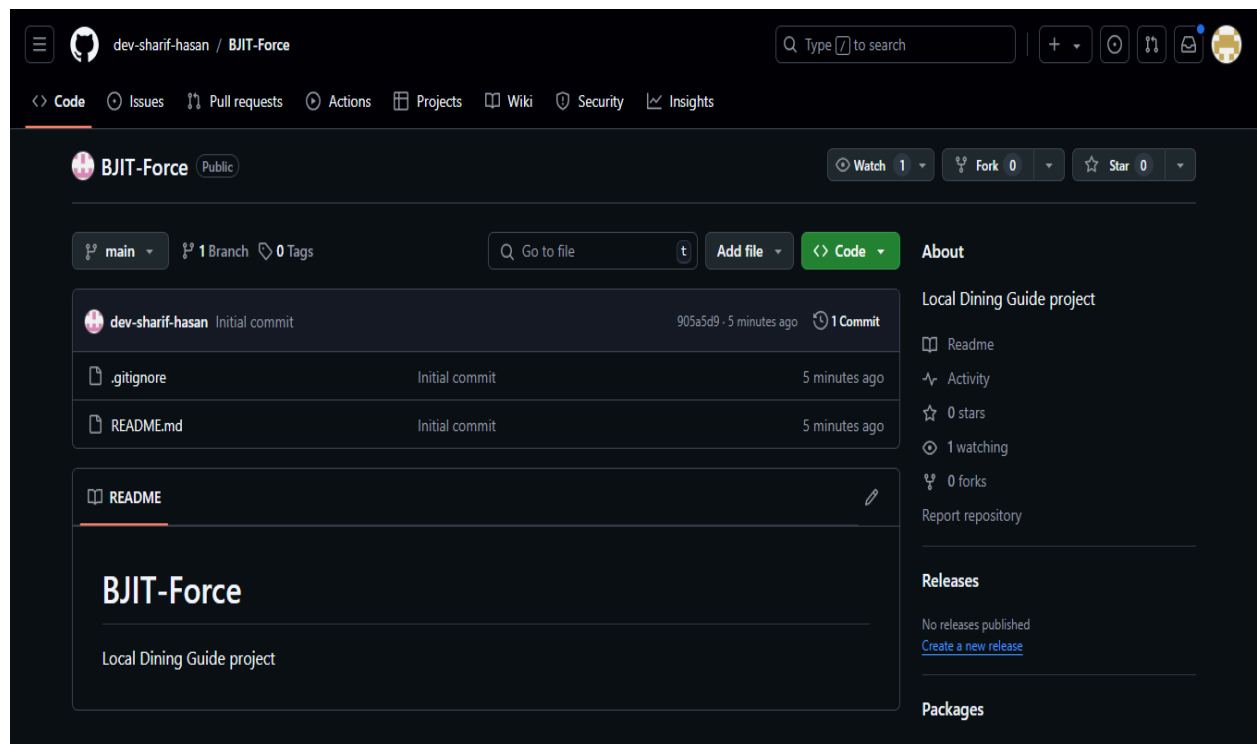 dev-sharif-hasan / BJIT-Force
Type / to search
Code Issues Pull requests Actions Projects Wiki Security Insights
BJIT-Force Public
Watch 1 Fork 0 Star 0
main 1 Branch 0 Tags
Go to file t
Add file Code
dev-sharif-hasan Initial commit 905a5d9 · 5 minutes ago 1 Commit
.gitignore Initial commit 5 minutes ago
README.md Initial commit 5 minutes ago
README
BJIT-Force
Local Dining Guide project
About
Local Dining Guide project
Readme
Activity
0 stars
1 watching
0 forks
Report repository
Releases
No releases published
Create a new release
Packages